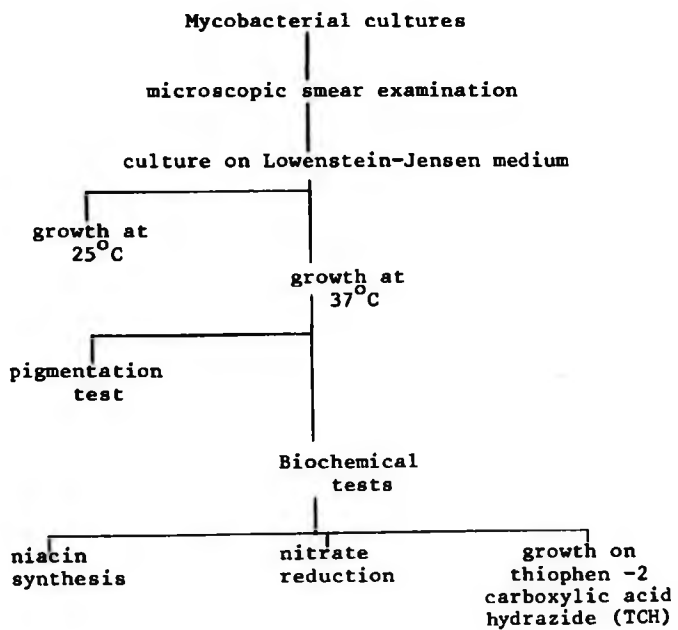 Mycobacterial cultures
microscopic smear examination
culture on Lowenstein-Jensen medium
growth at
25°C
growth at
37°C
pigmentation
test
Biochemical
tests
niacin
synthesis
nitrate
reduction
growth on
thiophen -2
carboxylic acid
hydrazide (TCH)